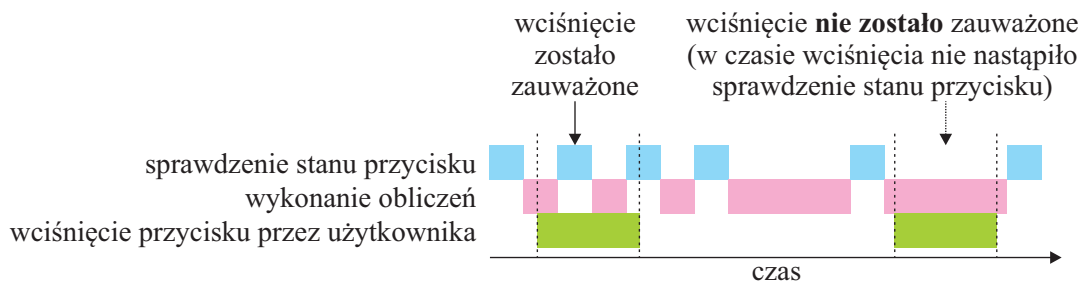 wciśnięcie
zostało
zauważone
wciśnięcie nie zostało zauważone
(w czasie wciśnięcia nie nastąpiło
sprawdzenie stanu przycisku)
sprawdzenie stanu przycisku
wykonanie obliczeń
wciśnięcie przycisku przez użytkownika
czas